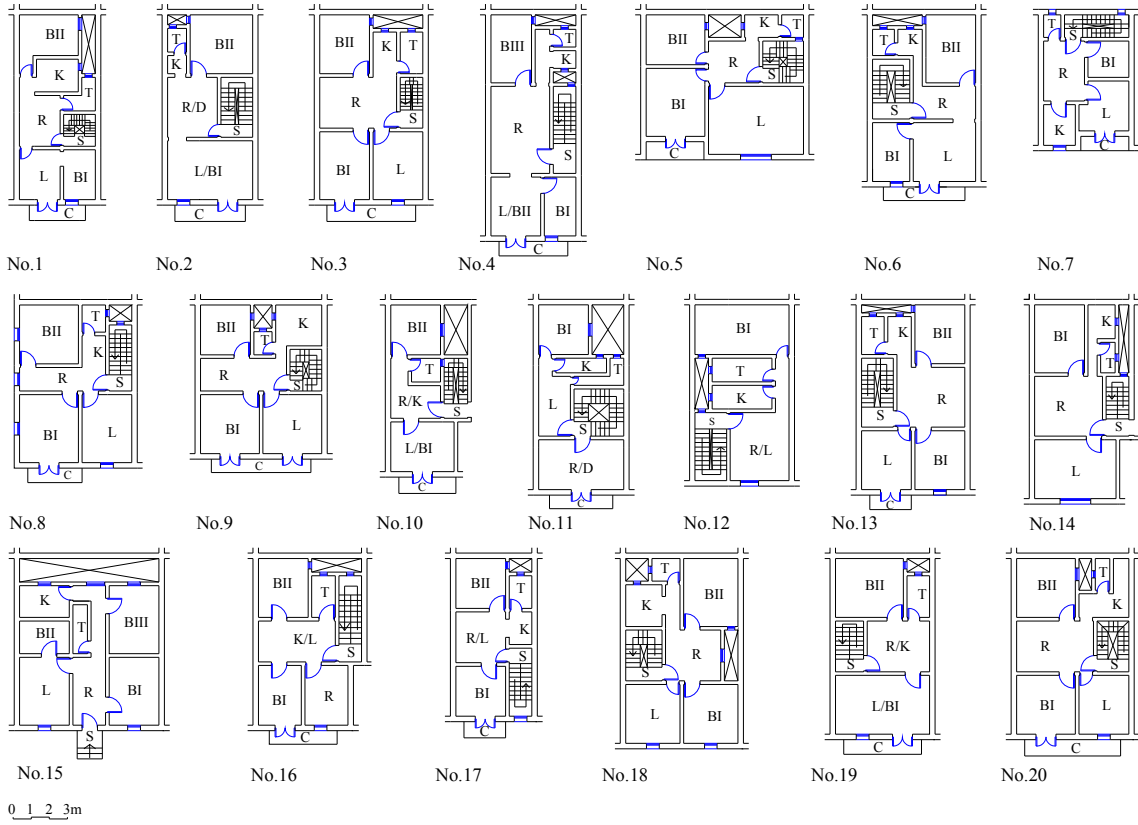 BII
K
T
R
S
L
BI
C
No.1
T
BII
K
R/D
S
L/BI
C
No.2
BII
K
T
R
S
BI
L
C
No.3
BIII
T
K
R
S
L/BII
BI
C
No.4
BII
K
T
R
S
BI
L
C
No.5
T
K
BII
S
R
BI
L
C
No.6
T
S
BI
R
L
K
C
No.7
BII
T
K
R
S
BI
L
C
No.8
BII
K
T
R
S
BI
L
C
No.9
BII
T
R/K
S
L/BI
C
No.10
BI
K
T
L
S
R/D
C
No.11
BI
T
K
S
R/L
No.12
T
K
BII
R
S
L
BI
C
No.13
BI
K
T
R
S
L
No.14
K
T
BII
BIII
L
R
BI
S
No.15
BII
T
K/L
S
BI
R
C
No.16
BII
T
R/L
K
S
BI
C
No.17
T
BII
K
R
S
L
BI
No.18
BII
T
R/K
S
L/BI
C
No.19
BII
T
K
R
S
BI
L
C
No.20
0 1 2 3m